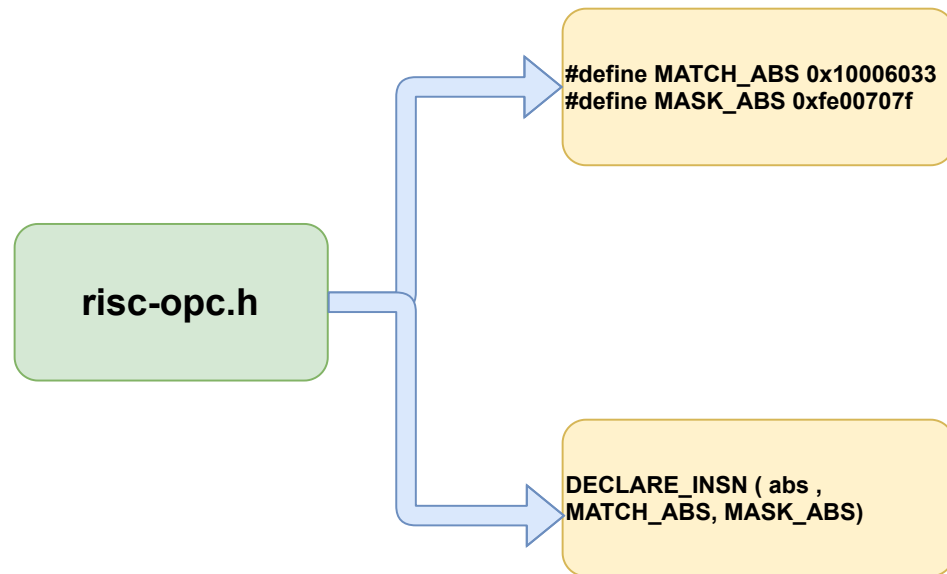 #define MATCH_ABS 0x10006033
#define MASK_ABS 0xfe00707f
risc-opc.h
DECLARE_INSN ( abs ,
MATCH_ABS, MASK_ABS)